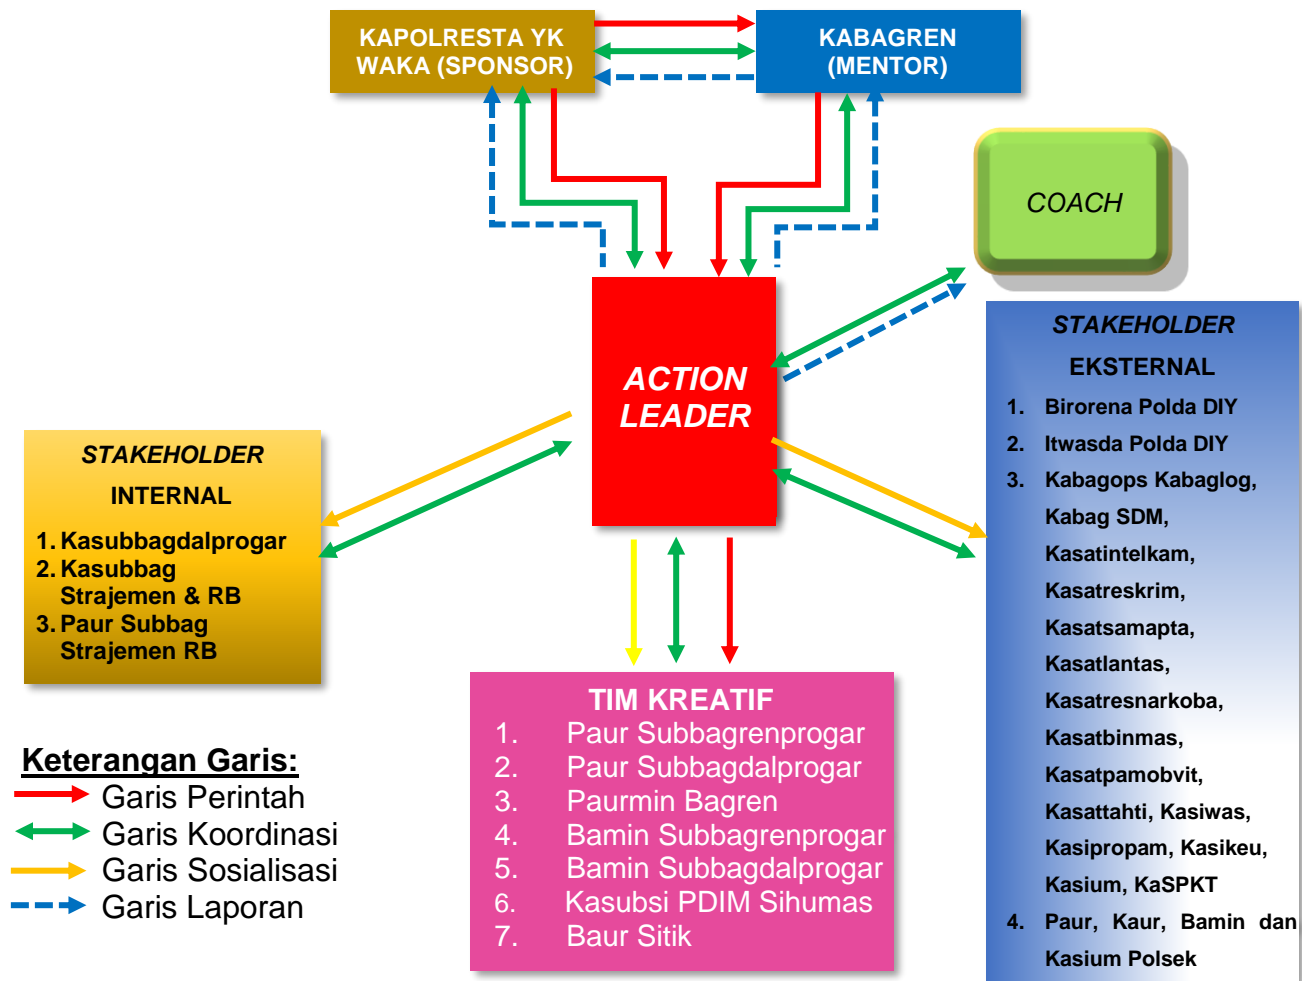 KAPOLRESTA YK
WAKA (SPONSOR)
KABAGREN
(MENTOR)
COACH
ACTION
LEADER
STAKEHOLDER
INTERNAL
1. Kasubbagdalprogar
2. Kasubbag
Strajemen & RB
3. Paur Subbag
Strajemen RB
STAKEHOLDER
EKSTERNAL
1. Birorena Polda DIY
2. Itwasda Polda DIY
3. Kabagops Kabaglog,
Kabag SDM,
Kasatintelkam,
Kasatreskrim,
Kasatsamapta,
Kasatlantas,
Kasatresnarkoba,
Kasatbinmas,
Kasatpamobvit,
Kasattahti, Kasiwas,
Kasipropam, Kasikeu,
Kasium, KaSPKT
4. Paur, Kaur, Bamin dan
Kasium Polsek
TIM KREATIF
1. Paur Subbagrenprogar
2. Paur Subbagdalprogar
3. Paurmin Bagren
4. Bamin Subbagrenprogar
5. Bamin Subbagdalprogar
6. Kasubsi PDIM Sihumas
7. Baur Sitik
Keterangan Garis:
Garis Perintah
Garis Koordinasi
Garis Sosialisasi
Garis Laporan